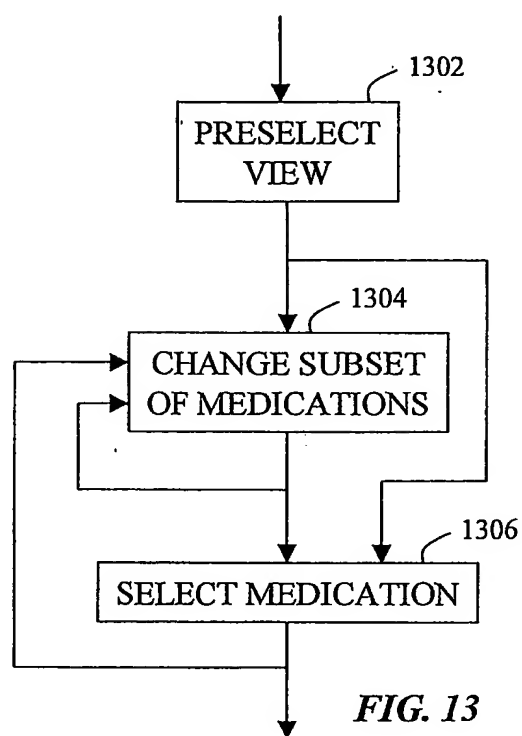 1302
PRESELECT
VIEW
1304
CHANGE SUBSET
OF MEDICATIONS
1306
SELECT MEDICATION
FIG. 13